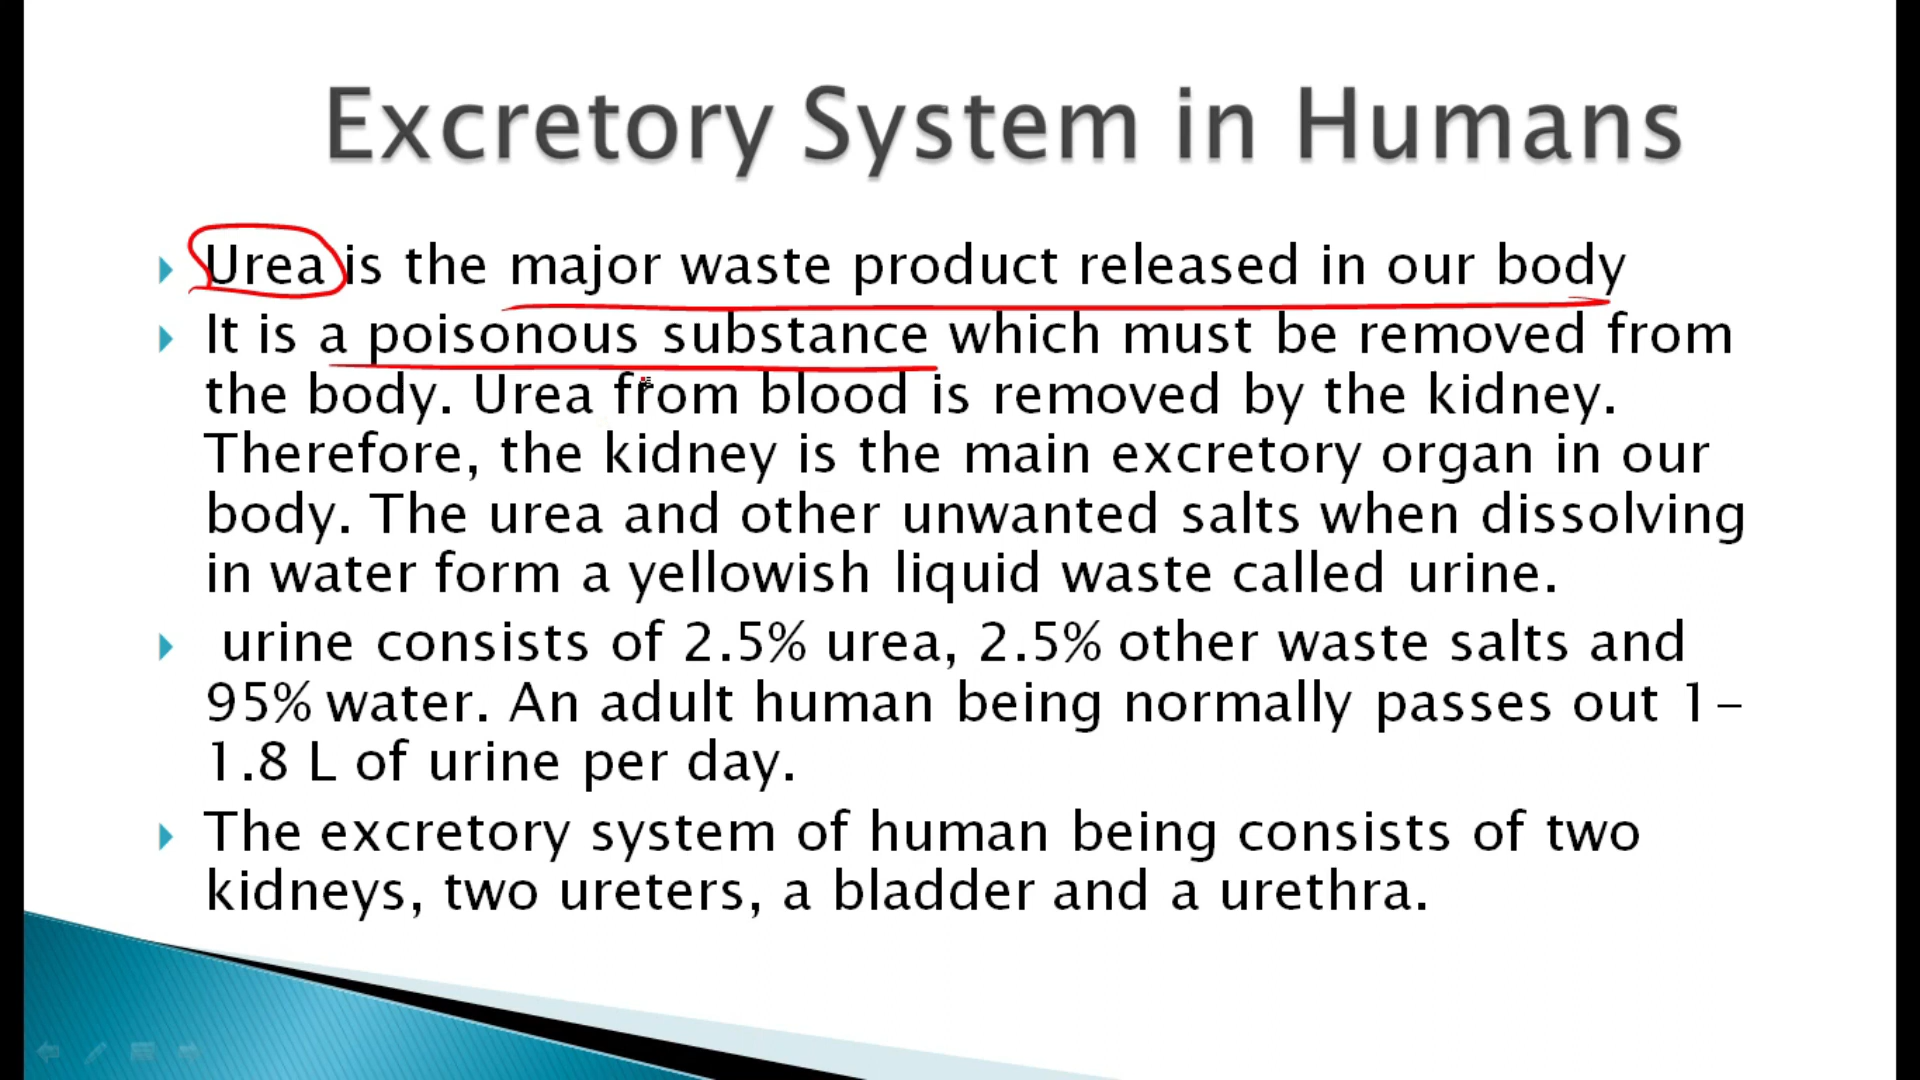 Excretory System in Humans
Urea is the major waste product released in our body
It is a poisonous substance which must be removed from
the body. Urea from blood is removed by the kidney.
Therefore, the kidney is the main excretory organ in our
body. The urea and other unwanted salts when dissolving
in water form a yellowish liquid waste called urine.
urine consists of 2.5% urea, 2.5% other waste salts and
95% water. An adult human being normally passes out 1-
1.8 L of urine per day.
The excretory system of human being consists of two
kidneys, two ureters, a bladder and a urethra.